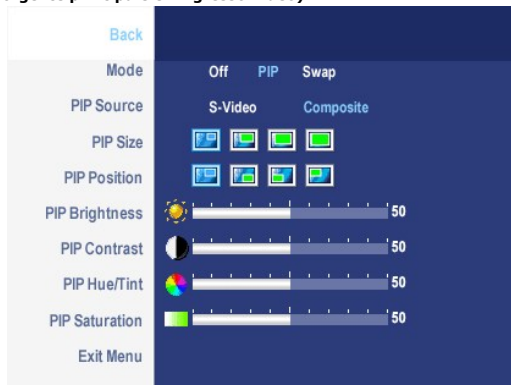 Back
Mode Off PIP Swap
PIP Source S-Video Composite
PIP Size
PIP Position
PIP Brightness 50
PIP Contrast 50
PIP Hue/Tint 50
PIP Saturation 50
Exit Menu